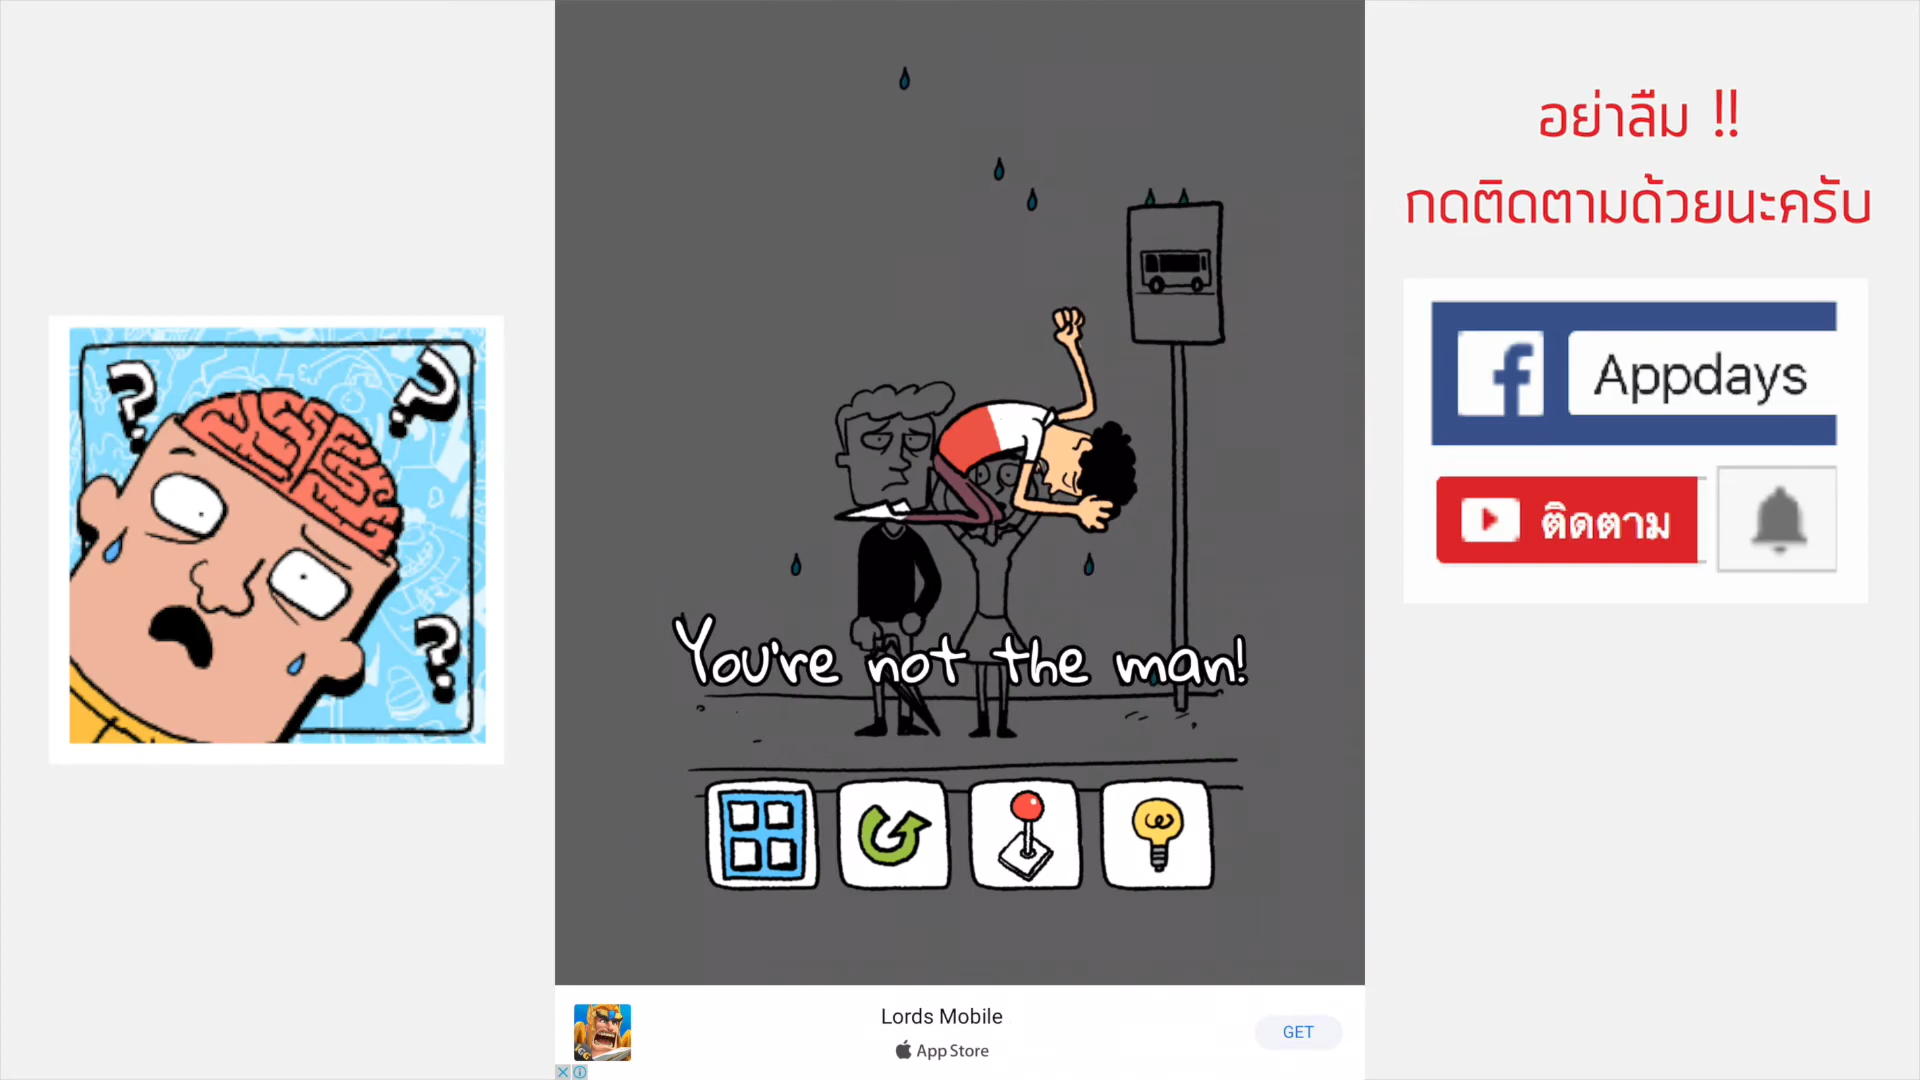 อย่าลืม !!
กดติดตามด้วยนะครับ
Appdays
ติดตาม
You're not the man!
Lords Mobile
App Store
GET
IGG